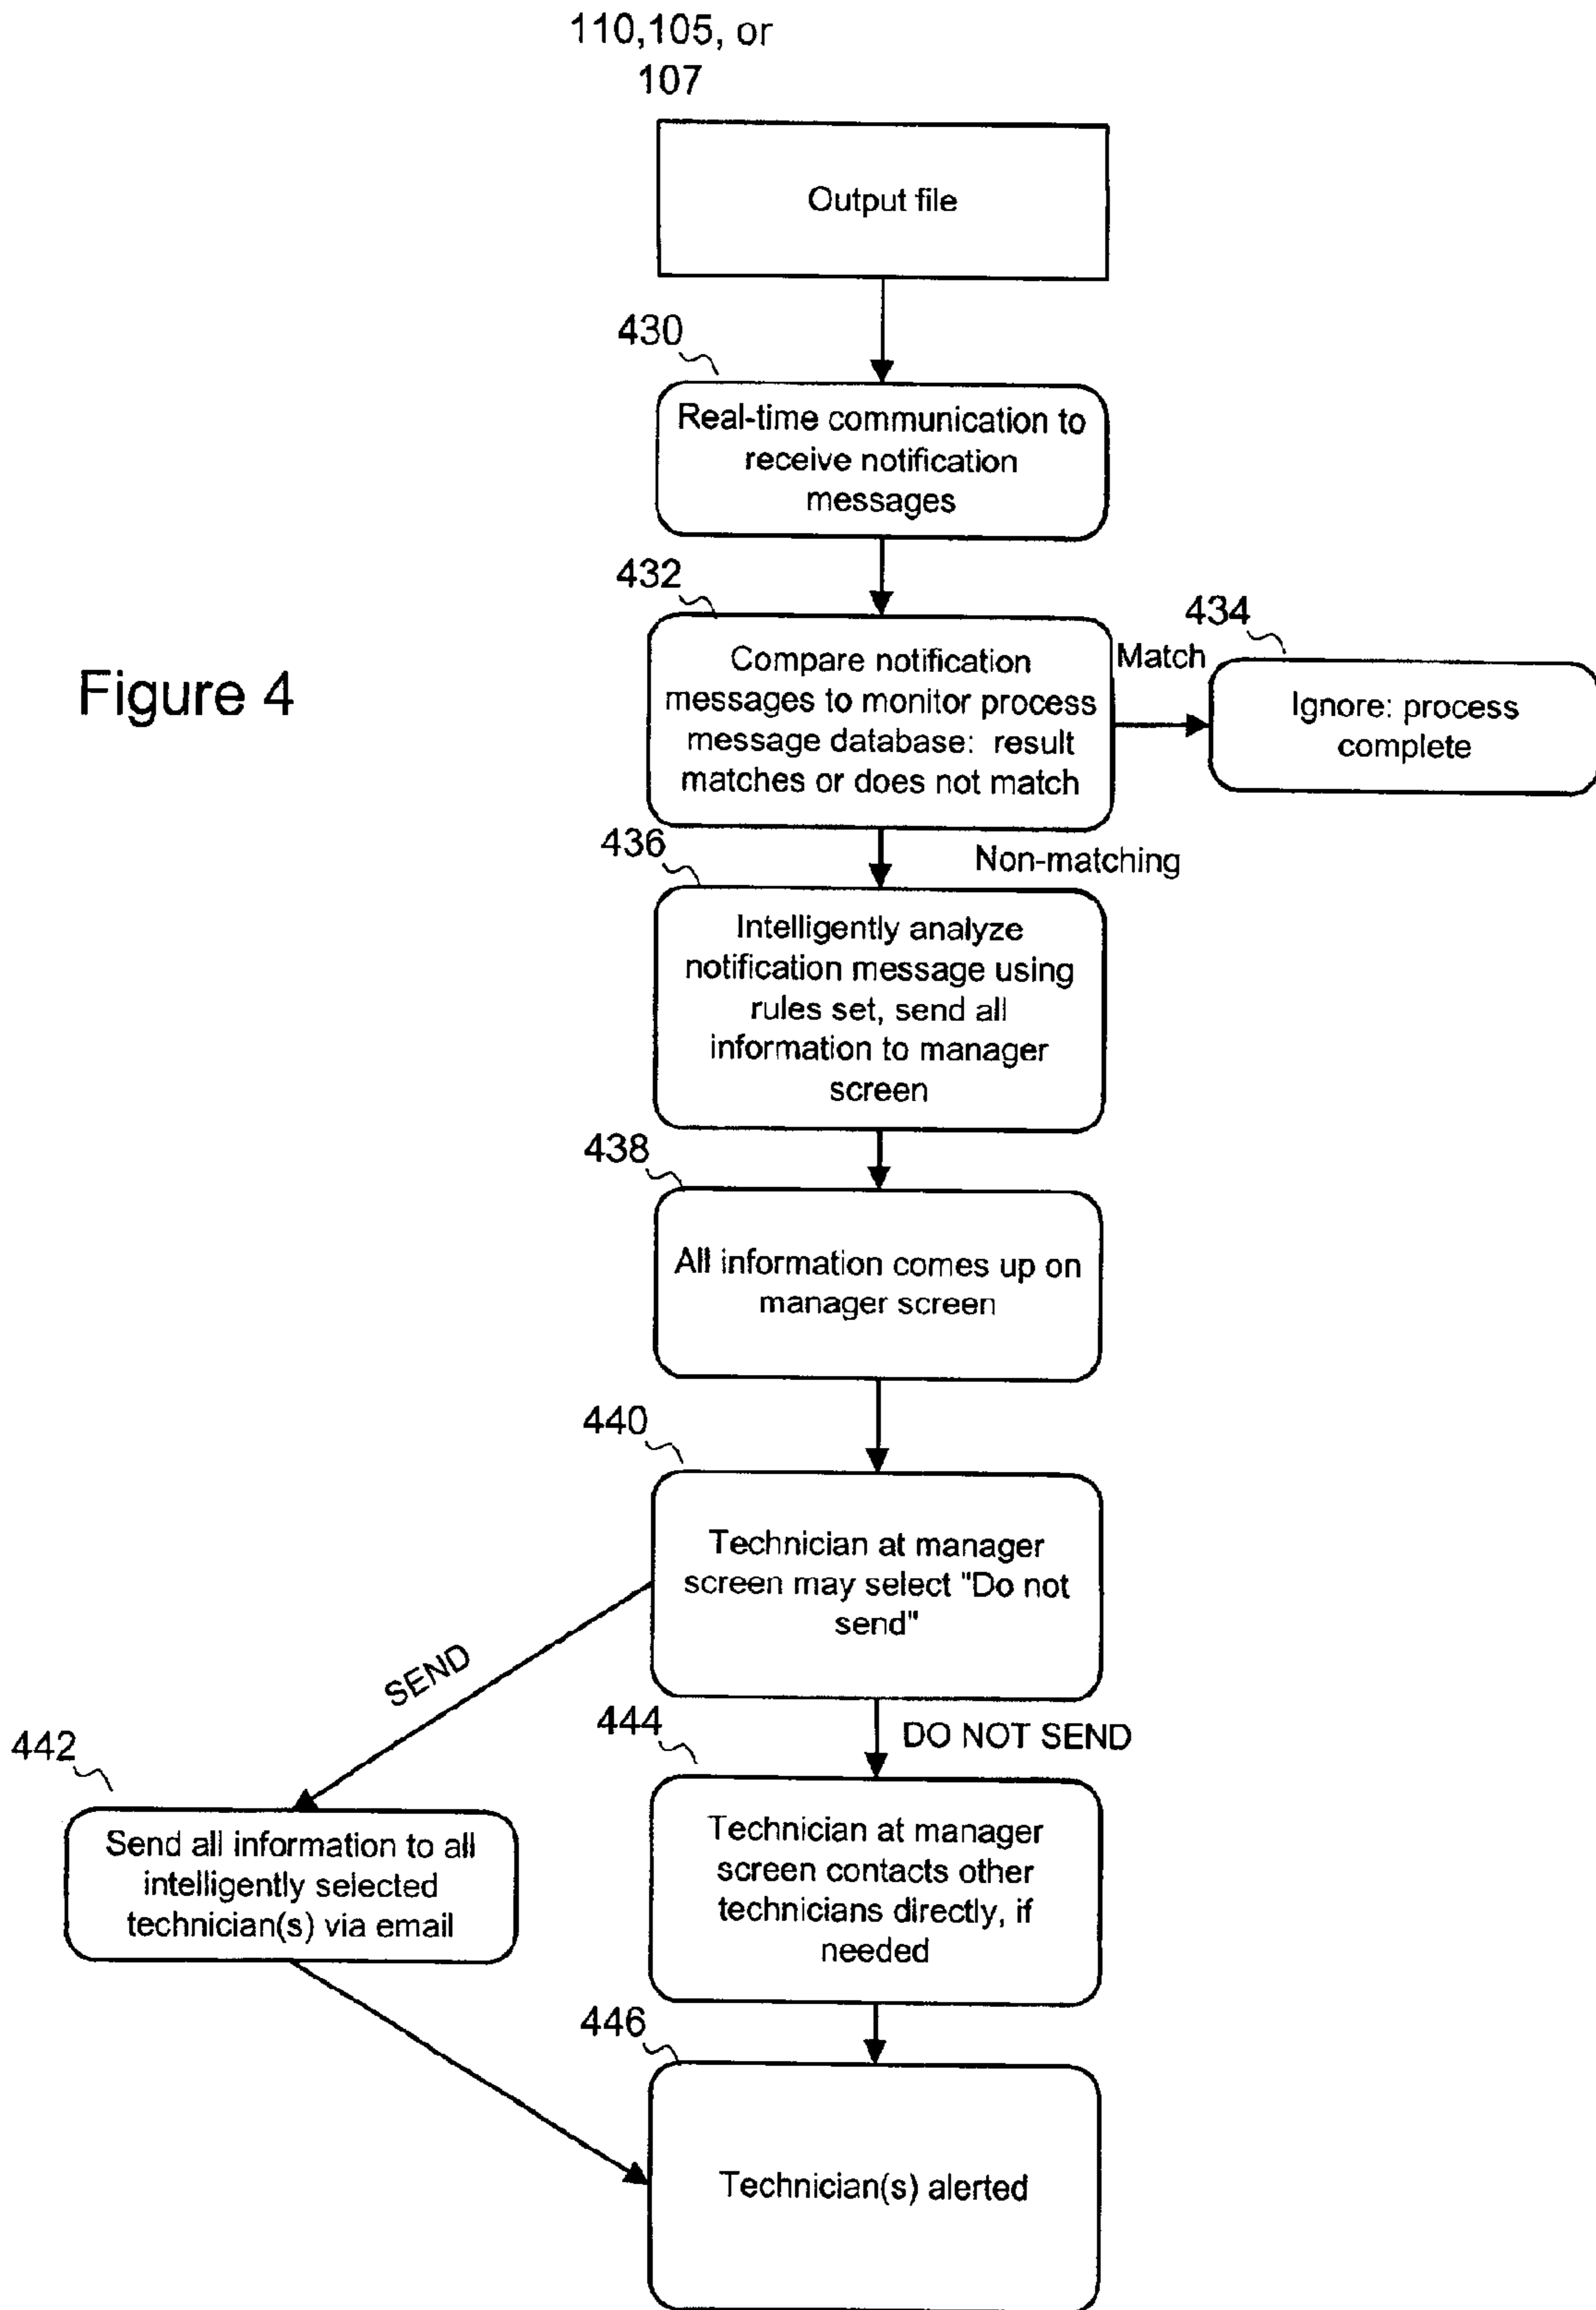 110,105, or
107
Output file
430
Real-time communication to
receive notification
messages
432
Compare notification
messages to monitor process
message database: result
matches or does not match
Match
434
Ignore: process
complete
Figure 4
Non-matching
436
Intelligently analyze
notification message using
rules set, send all
information to manager
screen
438
All information comes up on
manager screen
440
Technician at manager
screen may select "Do not
send"
SEND
DO NOT SEND
442
Send all information to all
intelligently selected
technician(s) via email
444
Technician at manager
screen contacts other
technicians directly, if
needed
446
Technician(s) alerted